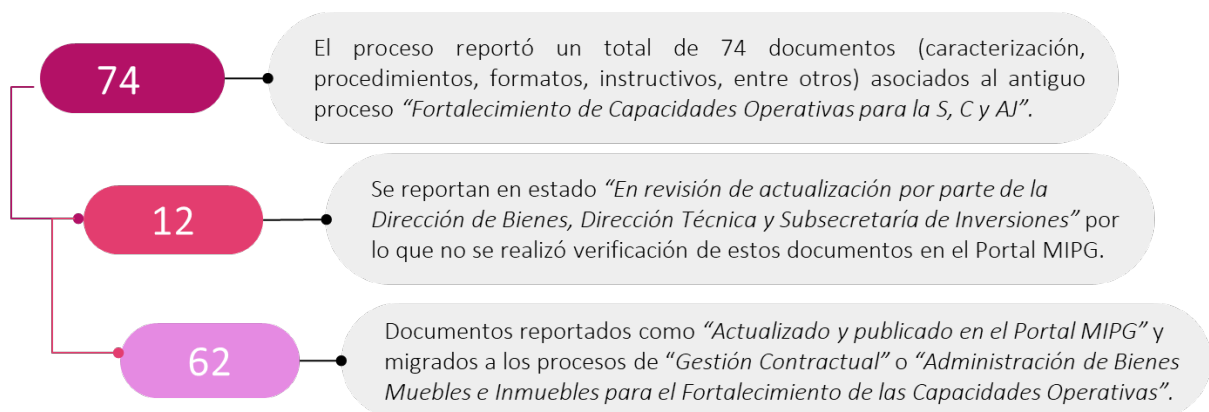 74
El proceso reportó un total de 74 documentos (caracterización,
procedimientos, formatos, instructivos, entre otros) asociados al antiguo
proceso “Fortalecimiento de Capacidades Operativas para la S, C y AJ”.
12
Se reportan en estado “En revisión de actualización por parte de la
Dirección de Bienes, Dirección Técnica y Subsecretaría de Inversiones” por
lo que no se realizó verificación de estos documentos en el Portal MIPG.
62
Documentos reportados como “Actualizado y publicado en el Portal MIPG” y
migrados a los procesos de “Gestión Contractual” o “Administración de Bienes
Muebles e Inmuebles para el Fortalecimiento de las Capacidades Operativas”.